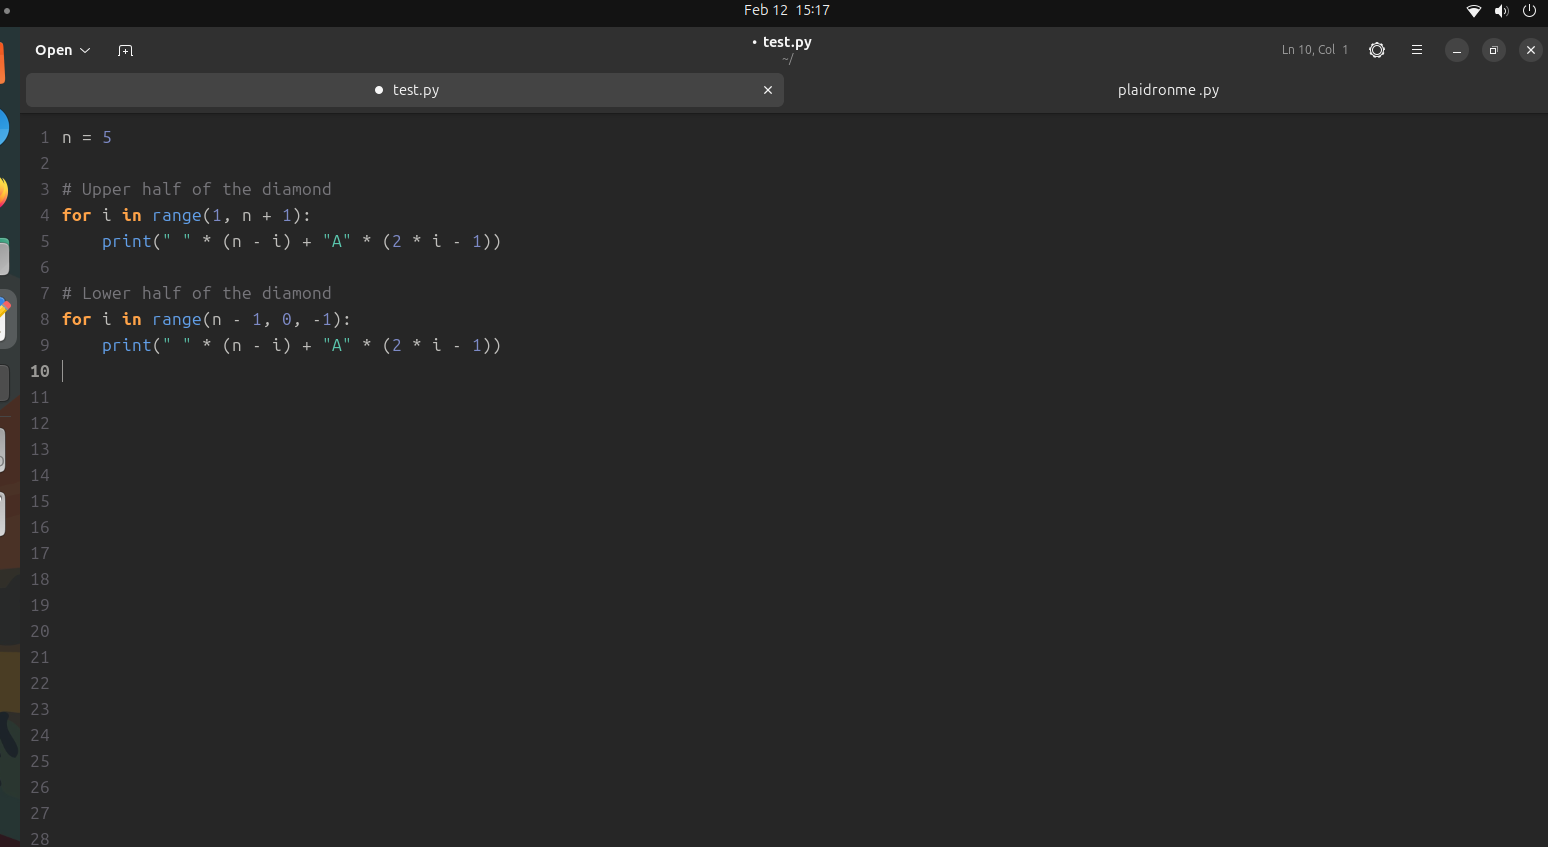 Feb 12 15:17
Open
• test.py
~/
Ln 10, Col 1
● test.py
plaidronme .py
1 n = 5
2
3 # Upper half of the diamond
4 for i in range(1, n + 1):
5     print(" " * (n - i) + "A" * (2 * i - 1))
6
7 # Lower half of the diamond
8 for i in range(n - 1, 0, -1):
9     print(" " * (n - i) + "A" * (2 * i - 1))
10
11
12
13
14
15
16
17
18
19
20
21
22
23
24
25
26
27
28